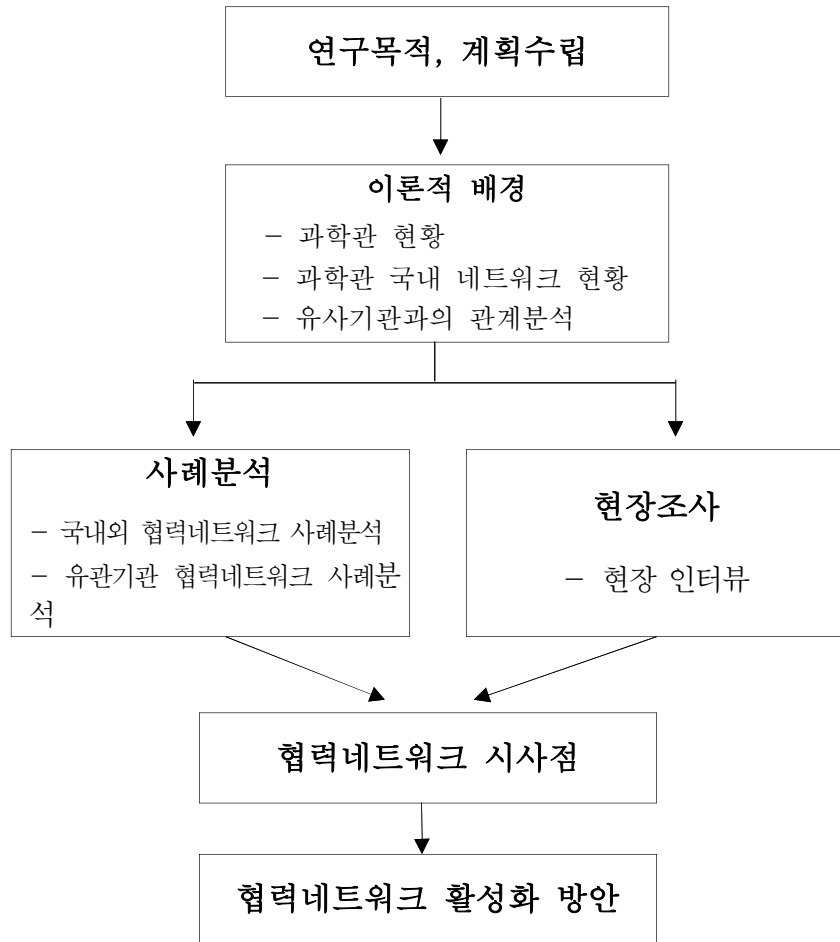 연구목적, 계획수립
이론적 배경
- 과학관 현황
- 과학관 국내 네트워크 현황
- 유사기관과의 관계분석
사례분석
- 국내외 협력네트워크 사례분석
- 유관기관 협력네트워크 사례분
석
현장조사
- 현장 인터뷰
협력네트워크 시사점
협력네트워크 활성화 방안